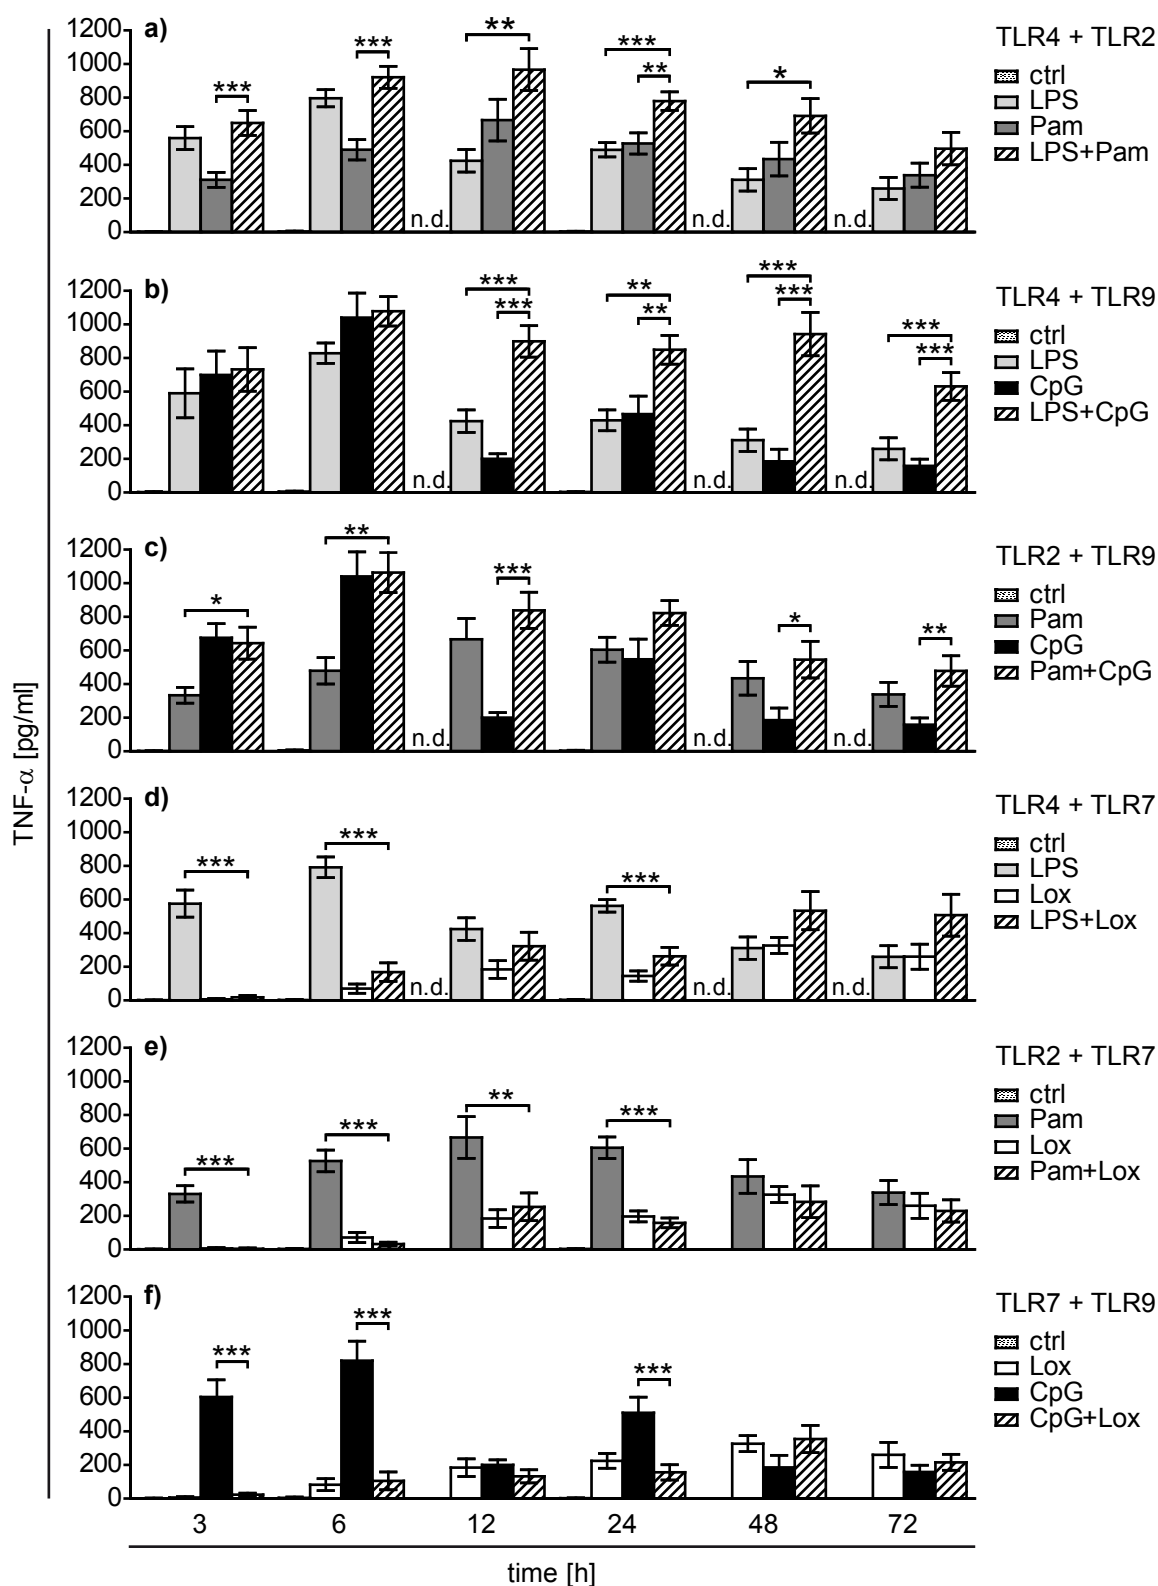 TNF-α [pg/ml]
a)
1200
1000
800
600
400
200
0
***
***
**
***
**
*
n.d.
n.d.
n.d.
TLR4 + TLR2
ctrl
LPS
Pam
LPS+Pam
b)
1200
1000
800
600
400
200
0
***
***
**
**
***
***
***
***
n.d.
n.d.
n.d.
TLR4 + TLR9
ctrl
LPS
CpG
LPS+CpG
c)
1200
1000
800
600
400
200
0
*
**
***
*
**
n.d.
n.d.
n.d.
TLR2 + TLR9
ctrl
Pam
CpG
Pam+CpG
d)
1200
1000
800
600
400
200
0
***
***
***
n.d.
n.d.
n.d.
TLR4 + TLR7
ctrl
LPS
Lox
LPS+Lox
e)
1200
1000
800
600
400
200
0
***
***
**
***
TLR2 + TLR7
ctrl
Pam
Lox
Pam+Lox
f)
1200
1000
800
600
400
200
0
***
***
***
TLR7 + TLR9
ctrl
Lox
CpG
CpG+Lox
3 6 12 24 48 72
time [h]